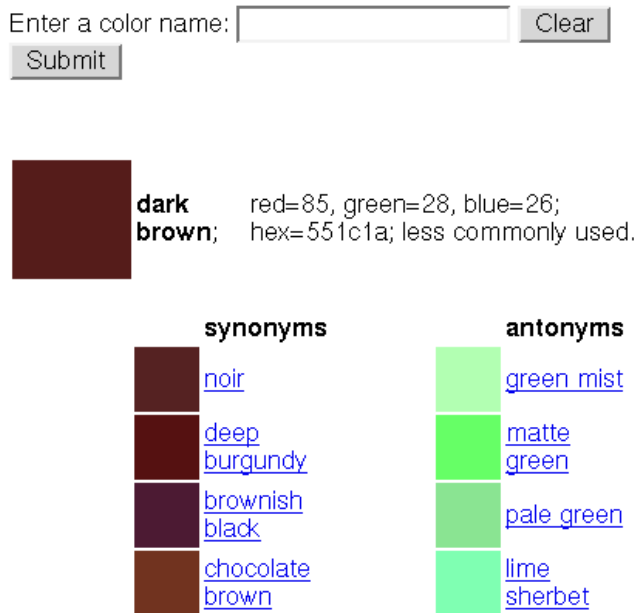 Enter a color name: Clear
Submit
dark red=85, green=28, blue=26;
brown; hex=551c1a; less commonly used.
synonyms antonyms
noir green mist
deep matte
burgundy green
brownish
black pale green
chocolate lime
brown sherbet